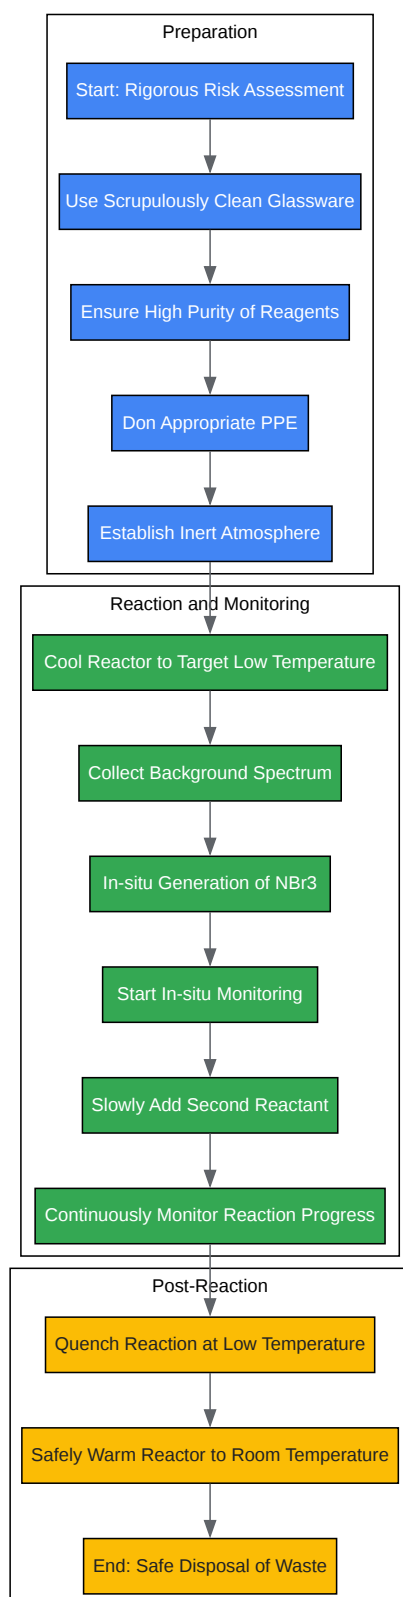 Preparation
Start: Rigorous Risk Assessment
Use Scrupulously Clean Glassware
Ensure High Purity of Reagents
Don Appropriate PPE
Establish Inert Atmosphere
Reaction and Monitoring
Cool Reactor to Target Low Temperature
Collect Background Spectrum
In-situ Generation of NBr3
Start In-situ Monitoring
Slowly Add Second Reactant
Continuously Monitor Reaction Progress
Post-Reaction
Quench Reaction at Low Temperature
Safely Warm Reactor to Room Temperature
End: Safe Disposal of Waste